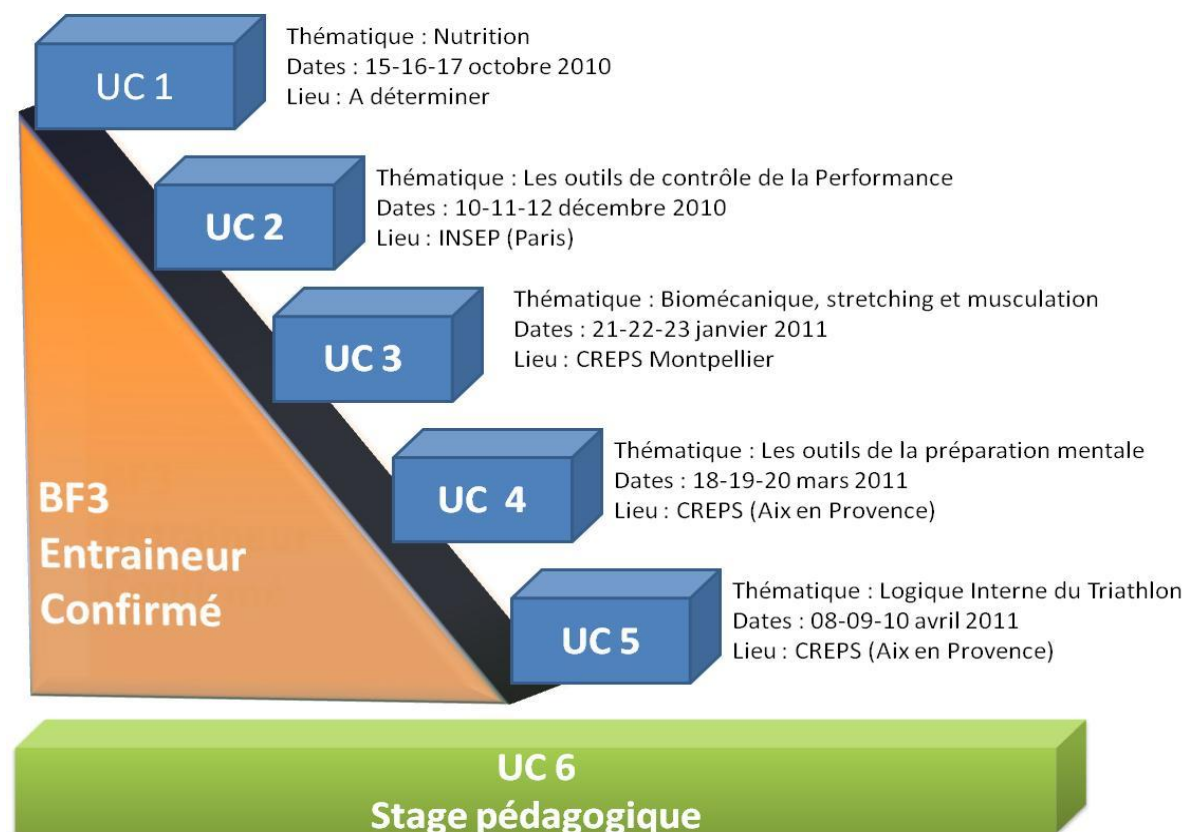 UC 1
Thématique : Nutrition
Dates : 15-16-17 octobre 2010
Lieu : A déterminer
UC 2
Thématique : Les outils de contrôle de la Performance
Dates : 10-11-12 décembre 2010
Lieu : INSEP (Paris)
UC 3
Thématique : Biomécanique, stretching et musculation
Dates : 21-22-23 janvier 2011
Lieu : CREPS Montpellier
UC 4
Thématique : Les outils de la préparation mentale
Dates : 18-19-20 mars 2011
Lieu : CREPS (Aix en Provence)
BF3
Entraineur
Confirmé
UC 5
Thématique : Logique Interne du Triathlon
Dates : 08-09-10 avril 2011
Lieu : CREPS (Aix en Provence)
UC 6
Stage pédagogique